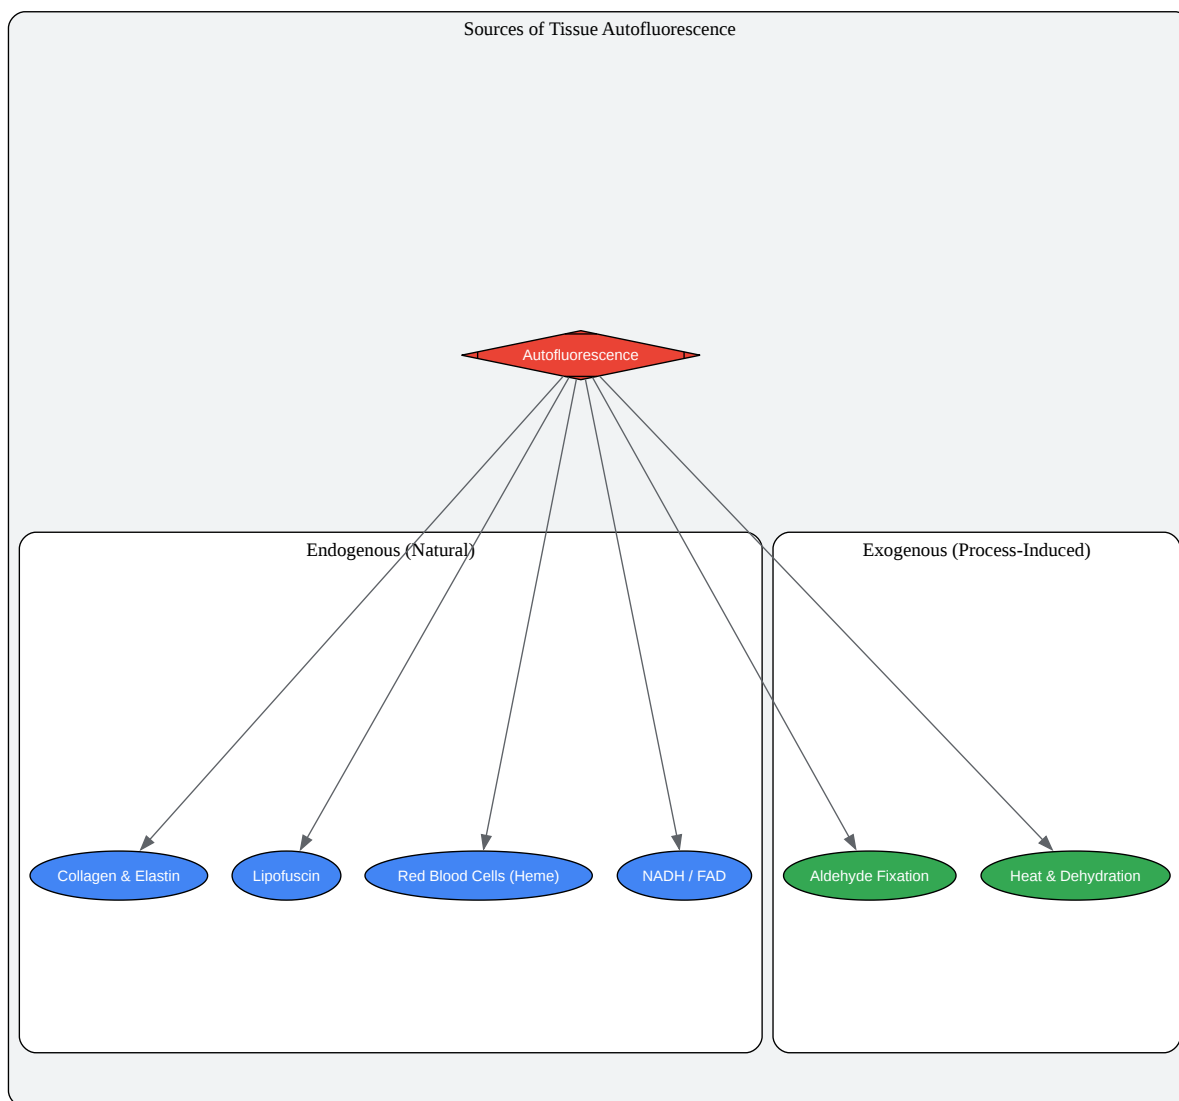 Sources of Tissue Autofluorescence
Autofluorescence
Endogenous (Natural)
Exogenous (Process-Induced)
Collagen & Elastin
Lipofuscin
Red Blood Cells (Heme)
NADH / FAD
Aldehyde Fixation
Heat & Dehydration